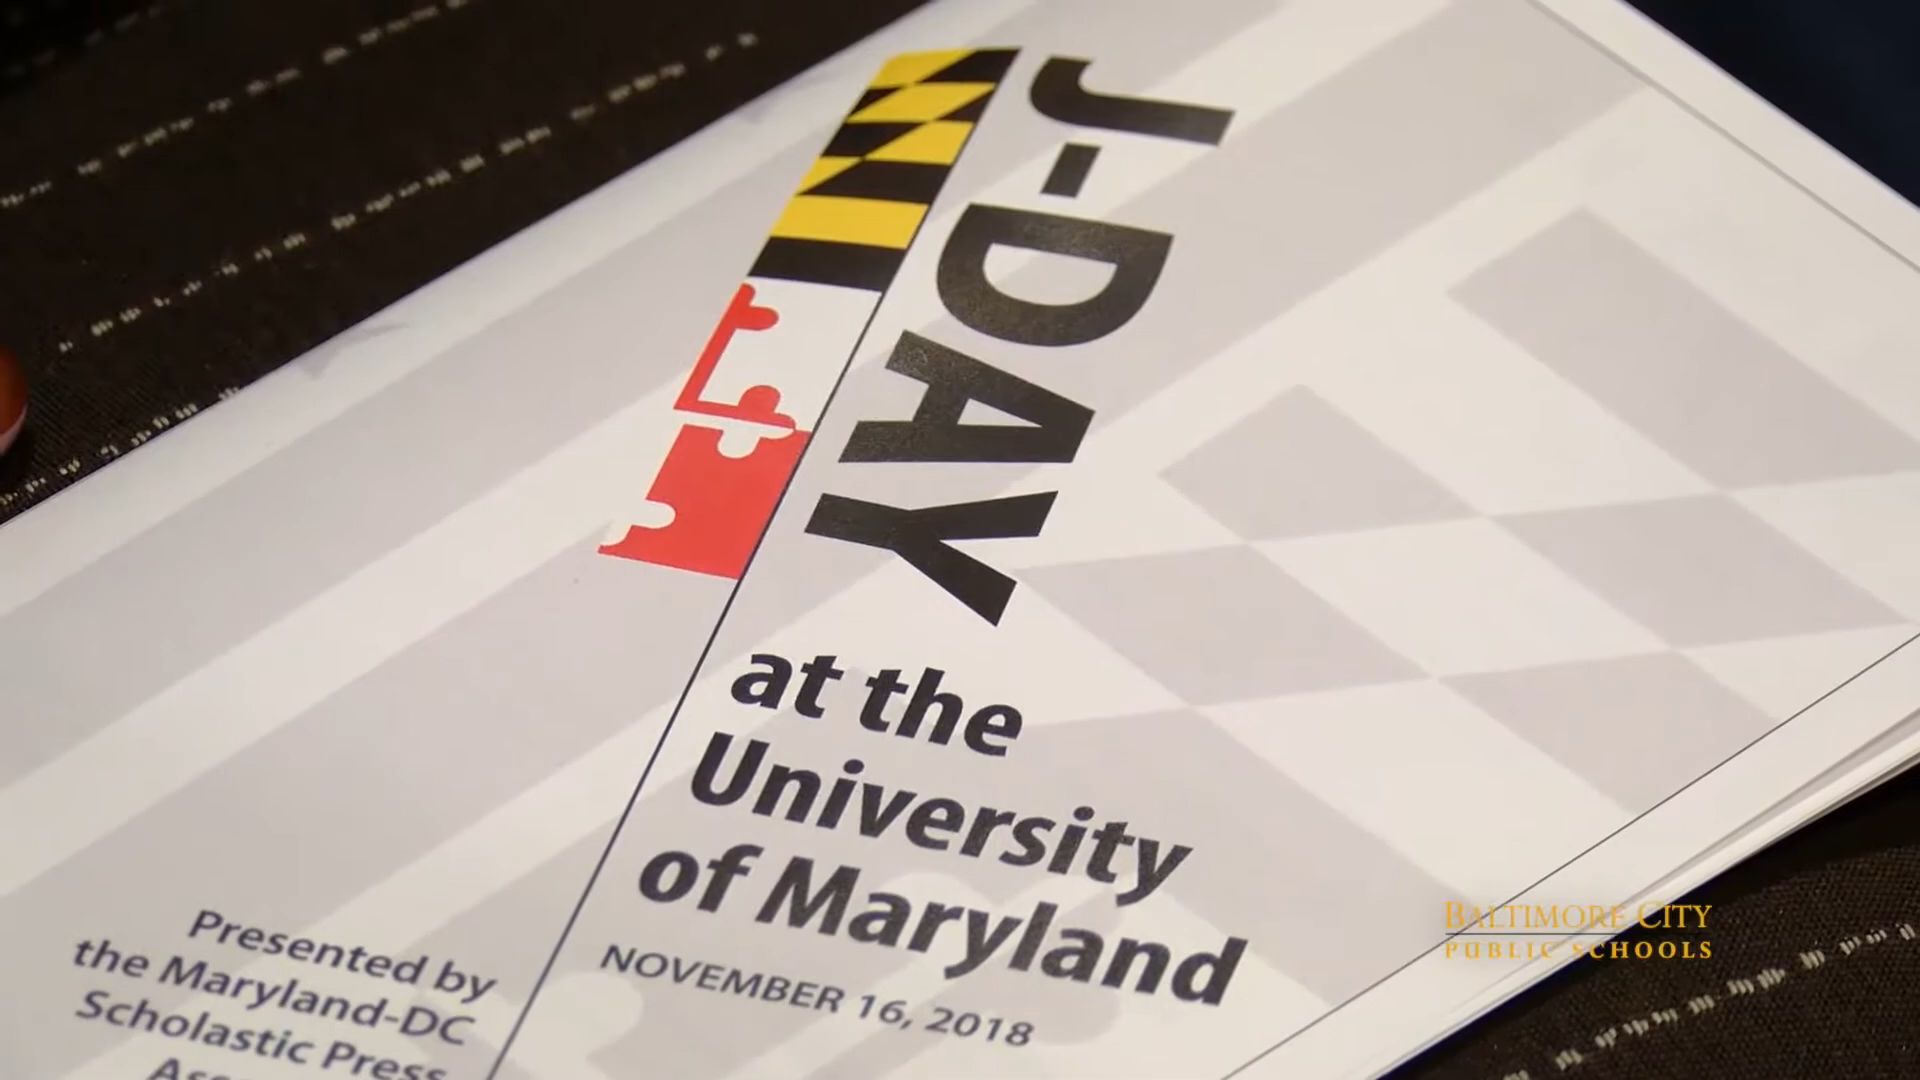 J-DAY
at the
University
of Maryland
NOVEMBER 16, 2018
Presented by
the Maryland-DC
Scholastic Press
BALTIMORE CITY
PUBLIC SCHOOLS